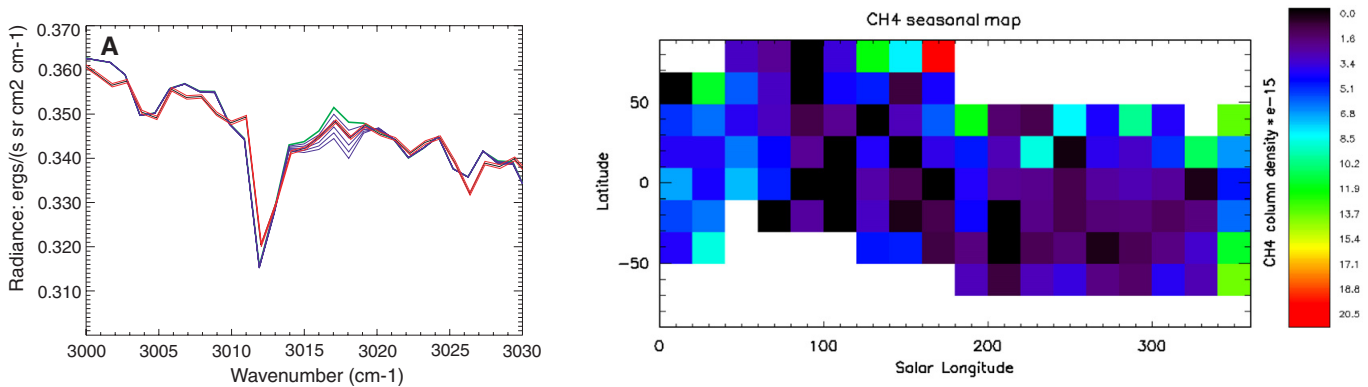 A
Radiance: ergs/(s sr cm2 cm-1)
0.370
0.360
0.350
0.340
0.330
0.320
0.310
3000 3005 3010 3015 3020 3025 3030
Wavenumber (cm-1)
CH4 seasonal map
Latitude
50
0
−50
0 100 200 300
Solar Longitude
CH4 column density * e-15
0.0
1.6
3.4
5.1
6.8
8.5
10.2
11.9
13.7
15.4
17.1
18.8
20.5